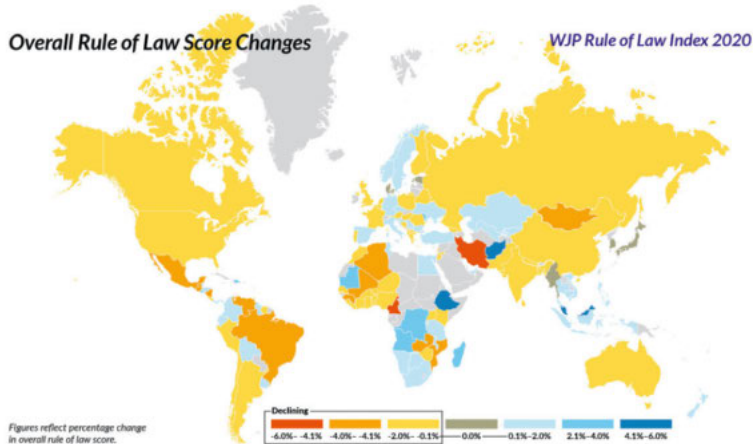 Overall Rule of Law Score Changes
WJP Rule of Law Index 2020
Declining
-6.0%- -4.1%
-4.0%- -4.1%
-2.0%- -0.1%
0.0%
0.1%-2.0%
2.1%-4.0%
4.1%-6.0%
Figures reflect percentage change
in overall rule of law score.